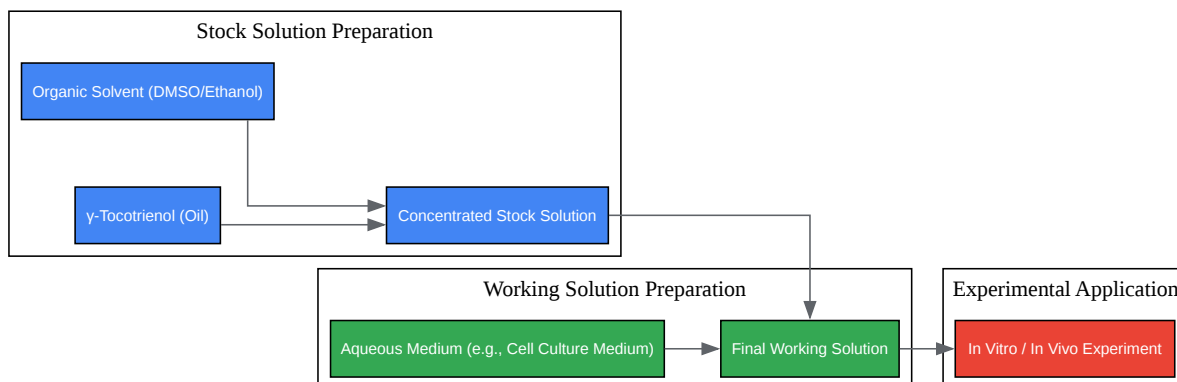 Stock Solution Preparation
Organic Solvent (DMSO/Ethanol)
γ-Tocotrienol (Oil)
Concentrated Stock Solution
Working Solution Preparation
Aqueous Medium (e.g., Cell Culture Medium)
Final Working Solution
Experimental Application
In Vitro / In Vivo Experiment